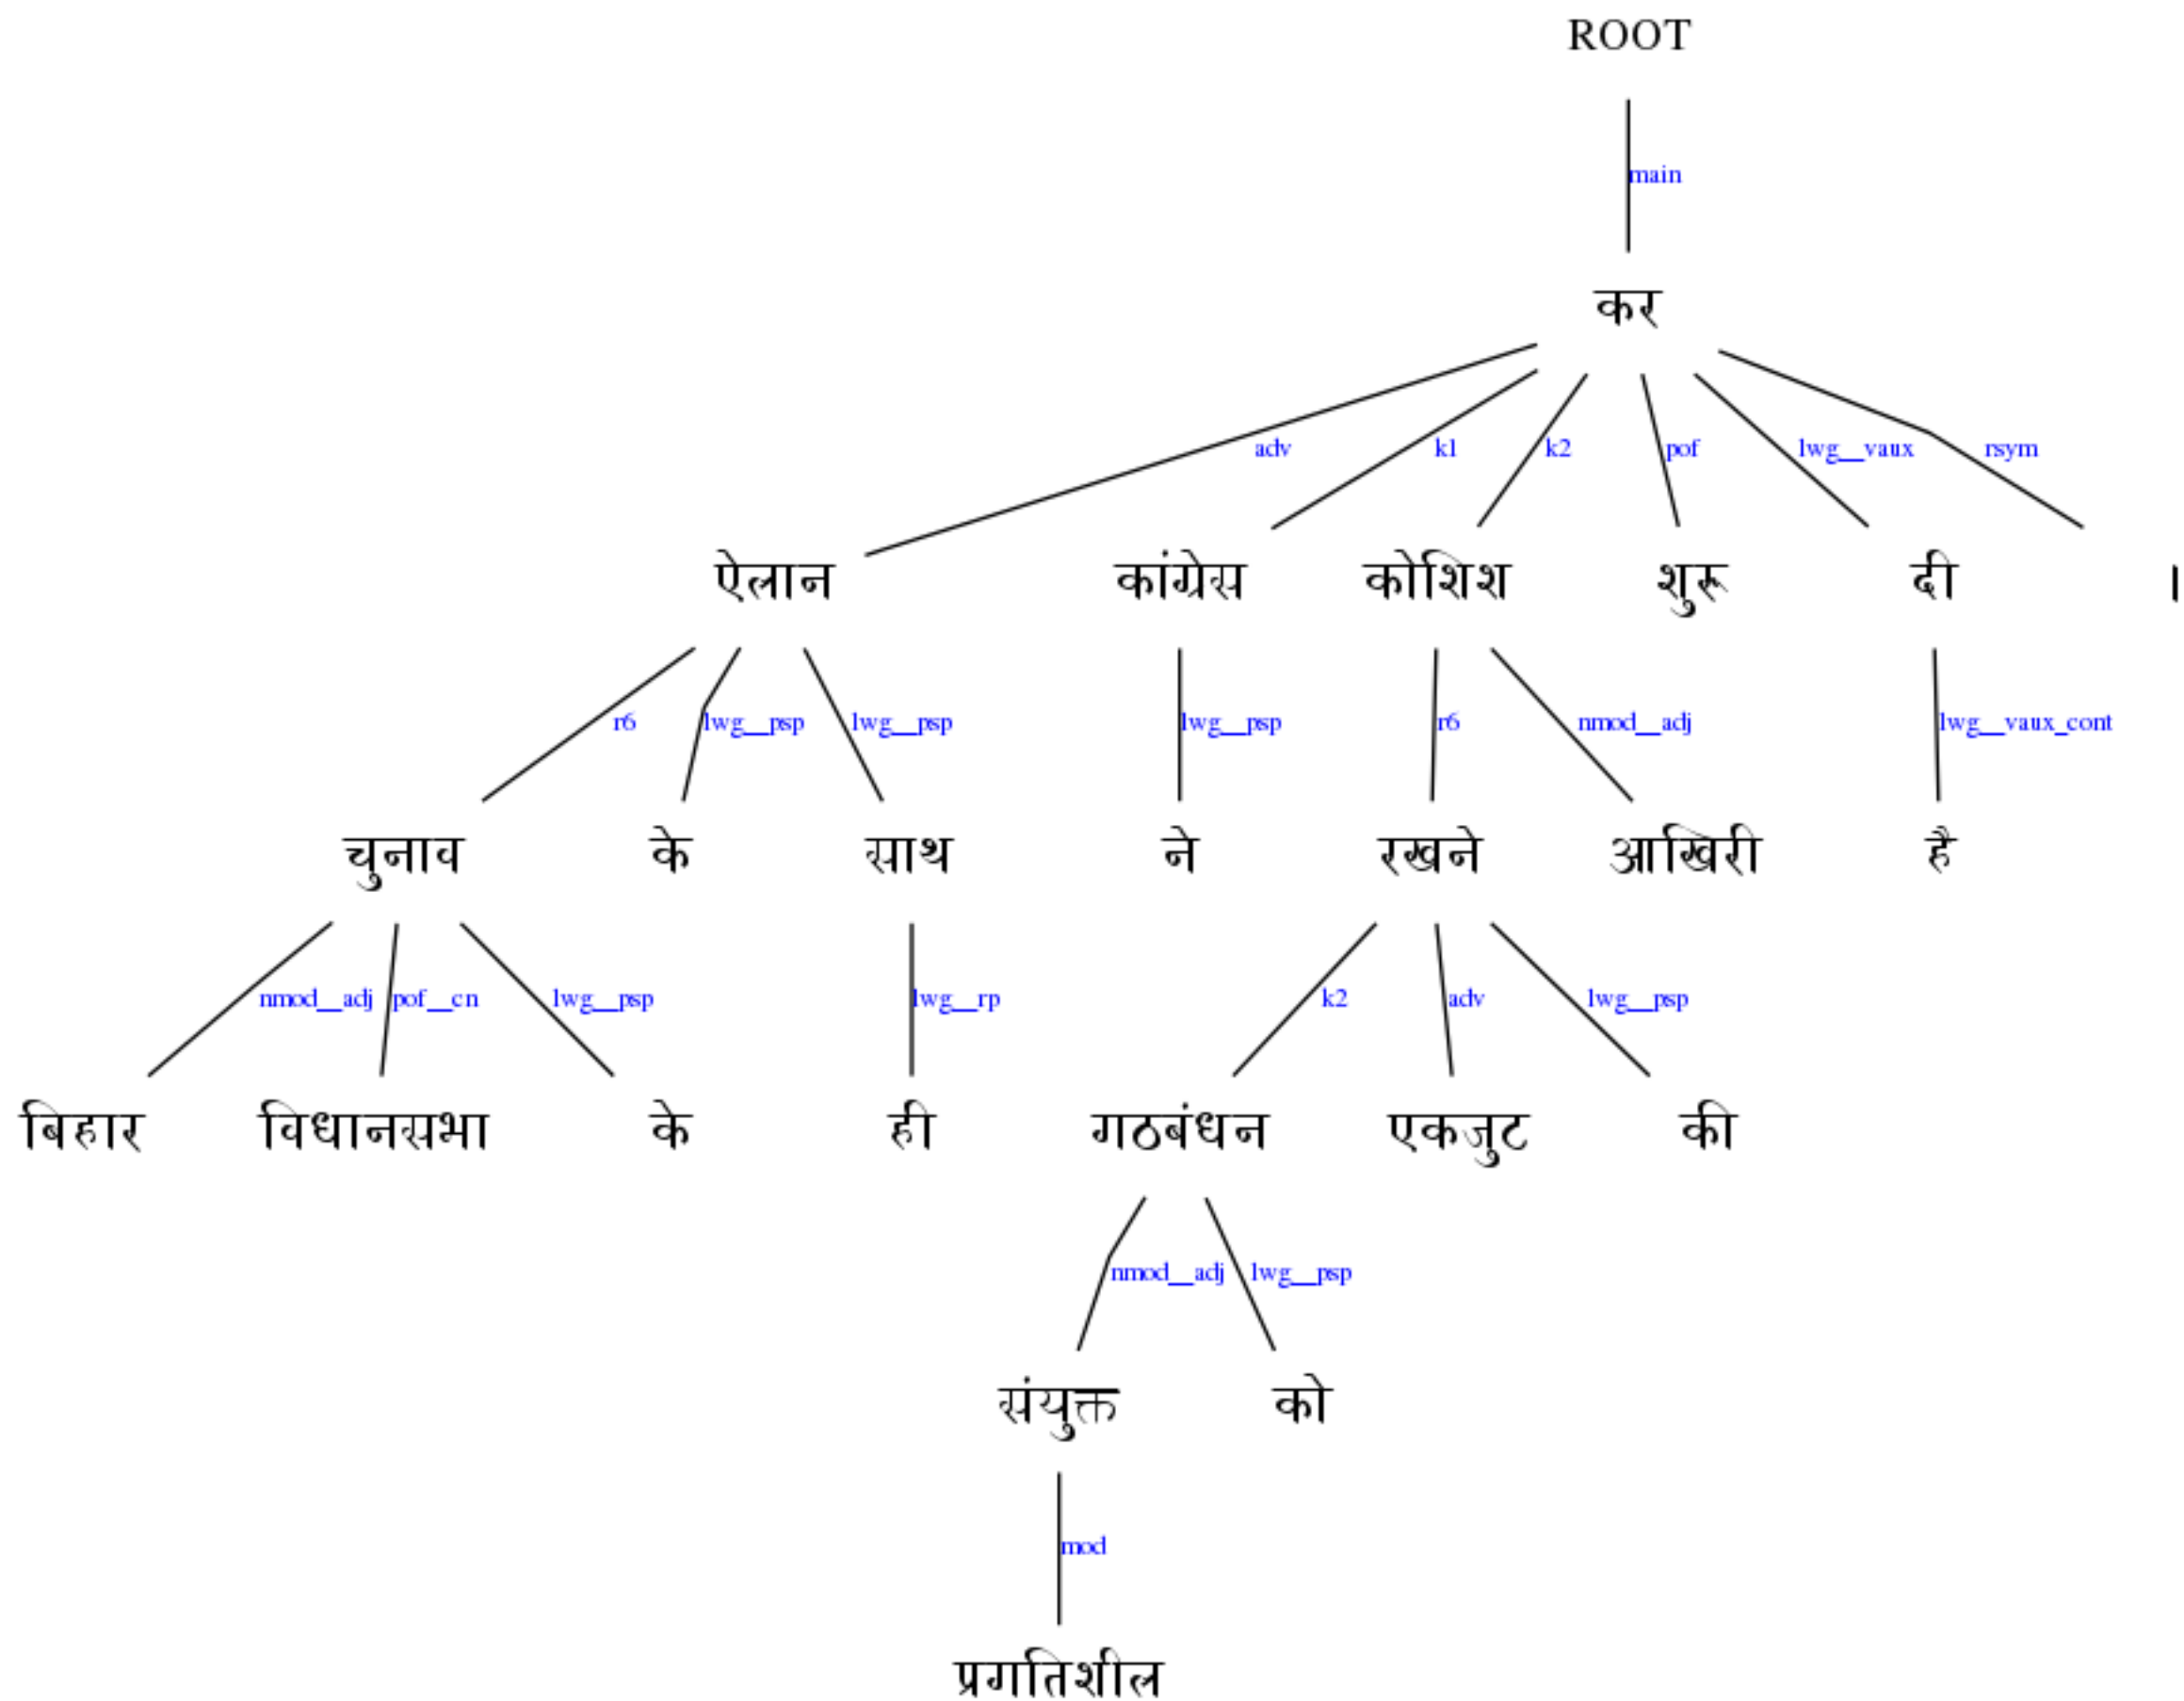 ROOT
main
कर
adv k1 k2 pof lwg__vaux rsym
ऐलान कांग्रेस कोशिश शुरू दी ।
r6 lwg__psp lwg__psp lwg__psp r6 nmod__adj lwg__vaux_cont
चुनाव के साथ ने रखने आखिरी है
nmod__adj pof__cn lwg__psp lwg__rp k2 adv lwg__psp
बिहार विधानसभा के ही गठबंधन एकजुट की
nmod__adj lwg__psp
संयुक्त को
mod
प्रगतिशील